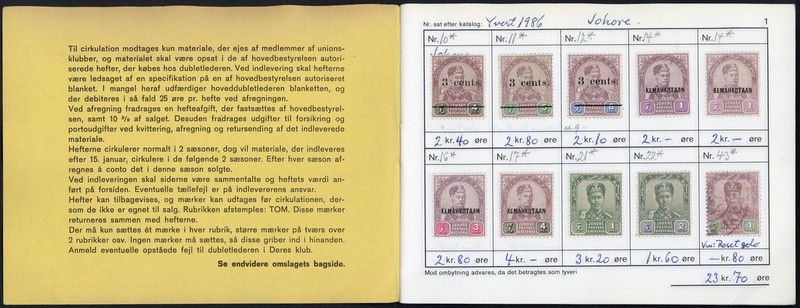 Til cirkulation modtages kun materiale, der ejes af medlemmer af unions-
klubber, og materialet skal være opsat i de af hovedbestyrelsen autori-
serede hefter, der købes hos dubletlederen. Ved indlevering skal hefterne
være ledsaget af en specifikation på en af hovedbestyrelsen autoriseret
blanket. I mangel heraf udfærdiger hoveddubletlederen blanketten, og
der debiteres i så fald 25 øre pr. hefte ved afregningen.
Ved afregning fradrages en hefteafgift, der fastsættes af hovedbestyrel-
sen, samt 10 % af salget. Desuden fradrages udgifter til forsikring og
portoudgifter ved kvittering, afregning og retursending af det indleverede
materiale.
Hefterne cirkulerer normalt i 2 sæsoner, dog vil materiale, der indleveres
efter 15. januar, cirkulere i de følgende 2 sæsoner. Efter hver sæson af-
regnes à conto det i denne sæson solgte.
Ved indleveringen skal siderne være sammentalte og heftets værdi an-
ført på forsiden. Eventuelle tællefejl er på indleverernes ansvar.
Hefter kan tilbagevises, og mærker kan udtages før cirkulationen, der-
som de ikke er egnet til salg. Rubrikken afstemples: TOM. Disse mærker
returneres sammen med hefterne.
Der må kun sættes ét mærke i hver rubrik, større mærker på tværs over
2 rubrikker osv. Ingen mærker må sættes, så disse griber ind i hinanden.
Anmeld eventuelle opståede fejl til dubletlederen i Deres klub.
Se endvidere omslagets bagside.
Nr. sat efter katalog: Yvert 1986 Johore. 1
Nr. 10* Nr. 11* Nr. 12* Nr. 14* Nr. 14*
3 cents. 3 cents. 3 cents. KEMAHKOTAAN KEMAHKOTAAN
2 kr. 40 øre 2 kr. 80 øre 2 kr. 10 øre 2 kr. — øre 2 kr. — øre
Nr. 16* Nr. 17* Nr. 21* Nr. 22* Nr. 43*
KEMAHKOTAAN KEMAHKOTAAN
2 kr. 80 øre 4 kr. — øre 3 kr. 20 øre 1 kr. 60 øre — kr. 80 øre
Mod ombytning advares, da det betragtes som tyveri
23 kr. 70 øre